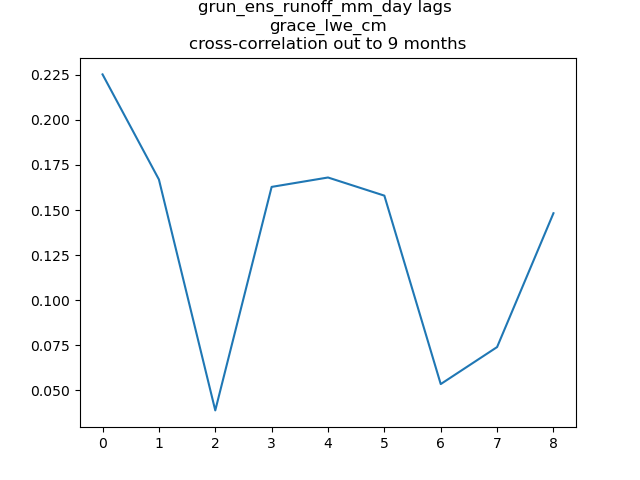 grun_ens_runoff_mm_day lags
grace_lwe_cm
cross-correlation out to 9 months
0.225
0.200
0.175
0.150
0.125
0.100
0.075
0.050
0 1 2 3 4 5 6 7 8